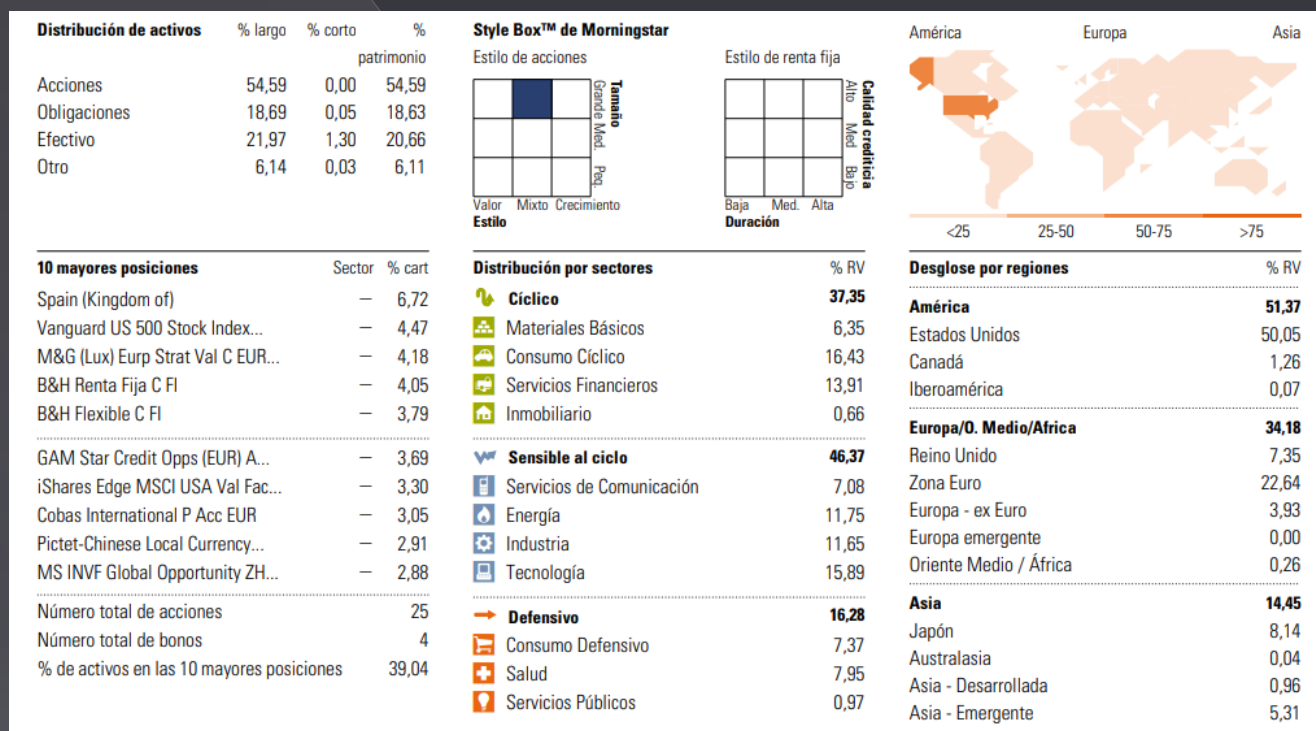 Distribución de activos % largo % corto %
patrimonio
Acciones 54,59 0,00 54,59
Obligaciones 18,69 0,05 18,63
Efectivo 21,97 1,30 20,66
Otro 6,14 0,03 6,11
Style Box™ de Morningstar
Estilo de acciones
Tamaño
Grande Med. Peq.
Valor Mixto Crecimiento
Estilo
Estilo de renta fija
Calidad crediticia
Alto Med Bajo
Baja Med. Alta
Duración
América Europa Asia
<25 25-50 50-75 >75
10 mayores posiciones Sector % cart
Spain (Kingdom of) — 6,72
Vanguard US 500 Stock Index... — 4,47
M&G (Lux) Eurp Strat Val C EUR... — 4,18
B&H Renta Fija C FI — 4,05
B&H Flexible C FI — 3,79
GAM Star Credit Opps (EUR) A... — 3,69
iShares Edge MSCI USA Val Fac... — 3,30
Cobas International P Acc EUR — 3,05
Pictet-Chinese Local Currency... — 2,91
MS INVF Global Opportunity ZH... — 2,88
Número total de acciones 25
Número total de bonos 4
% de activos en las 10 mayores posiciones 39,04
Distribución por sectores % RV
Cíclico 37,35
Materiales Básicos 6,35
Consumo Cíclico 16,43
Servicios Financieros 13,91
Inmobiliario 0,66
Sensible al ciclo 46,37
Servicios de Comunicación 7,08
Energía 11,75
Industria 11,65
Tecnología 15,89
Defensivo 16,28
Consumo Defensivo 7,37
Salud 7,95
Servicios Públicos 0,97
Desglose por regiones % RV
América 51,37
Estados Unidos 50,05
Canadá 1,26
Iberoamérica 0,07
Europa/O. Medio/Africa 34,18
Reino Unido 7,35
Zona Euro 22,64
Europa - ex Euro 3,93
Europa emergente 0,00
Oriente Medio / África 0,26
Asia 14,45
Japón 8,14
Australasia 0,04
Asia - Desarrollada 0,96
Asia - Emergente 5,31